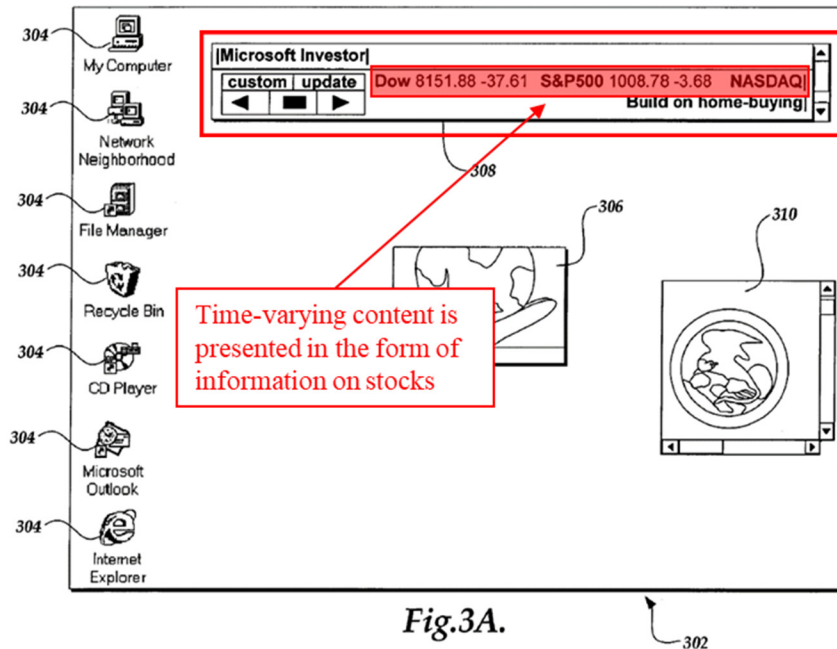 304
My Computer
304
Network
Neighborhood
304
File Manager
304
Recycle Bin
304
CD Player
304
Microsoft
Outlook
304
Internet
Explorer
|Microsoft Investor|
custom | update
Dow 8151.88 -37.61 S&P500 1008.78 -3.68 NASDAQ|
Build on home-buying|
308
306
310
Time-varying content is
presented in the form of
information on stocks
Fig.3A.
302